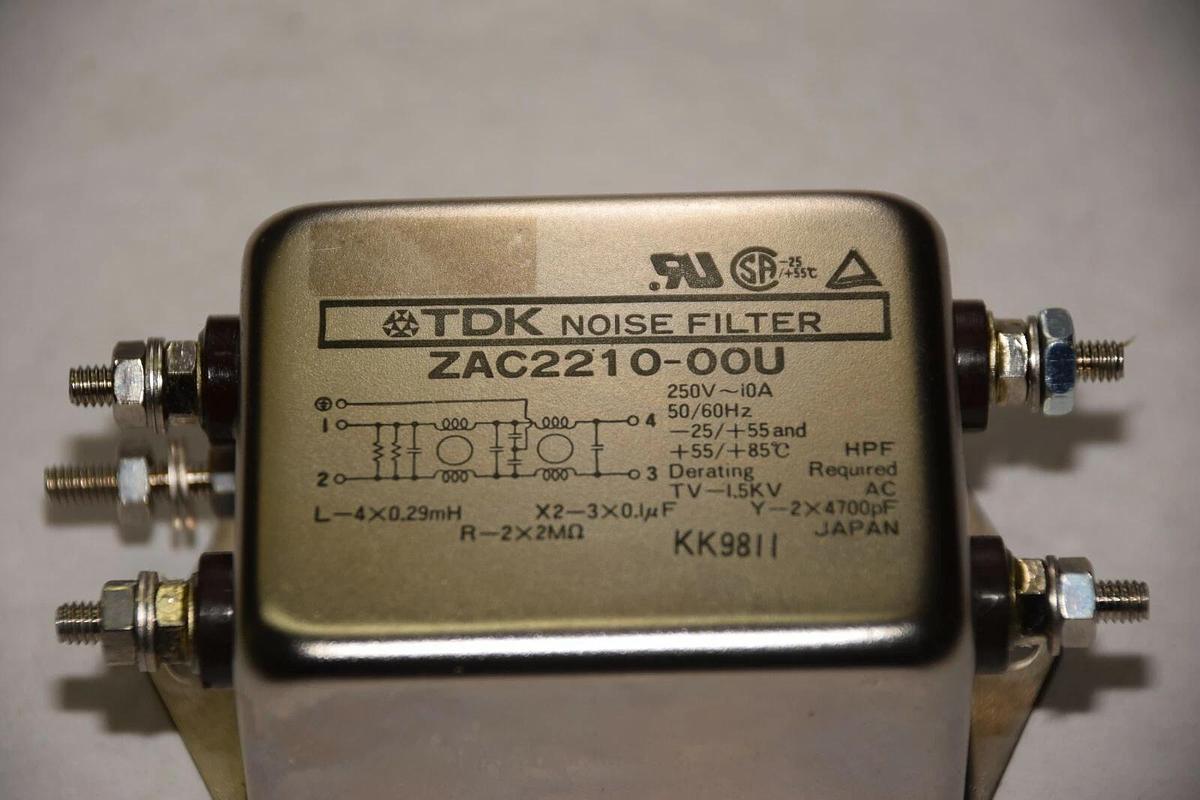 RU SA -25/+55℃
TDK NOISE FILTER
ZAC2210-00U
250V~10A
50/60Hz
-25/+55 and
+55/+85℃ HPF
Derating Required
TV-1.5KV AC
1 4
2 3
L-4×0.29mH X2-3×0.1μF Y-2×4700pF
R-2×2MΩ JAPAN
KK9811